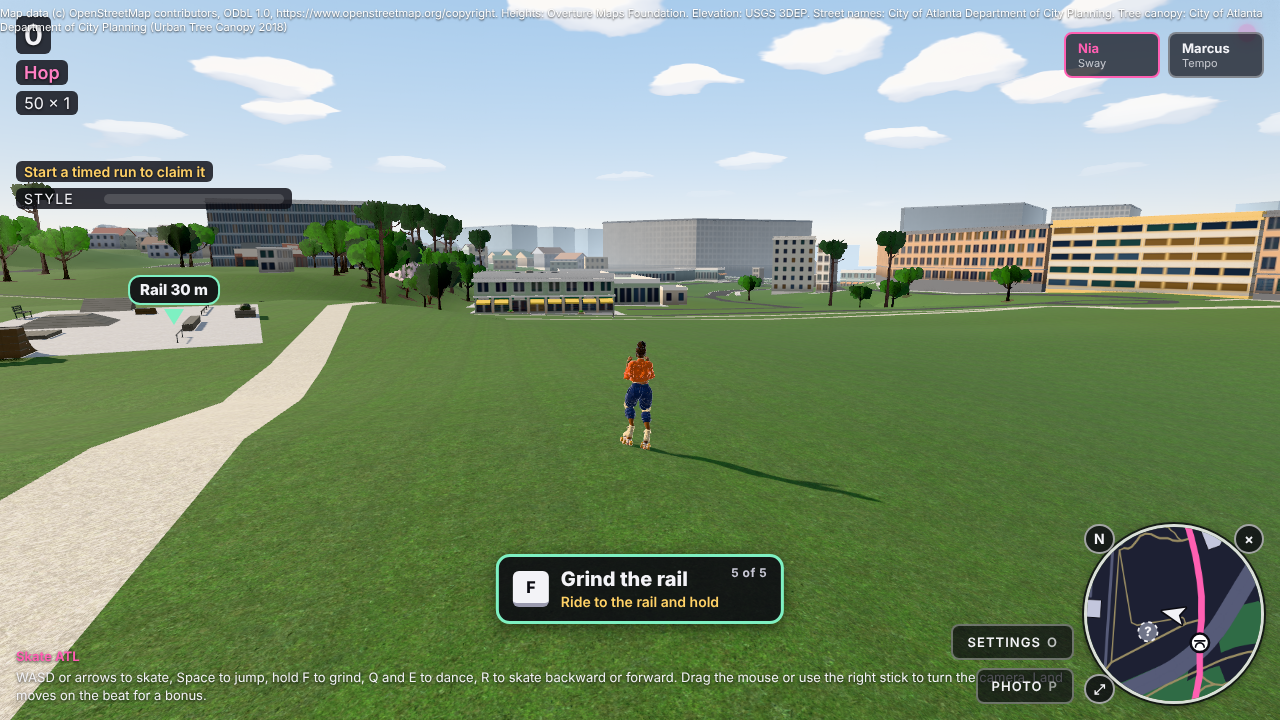 Map data (c) OpenStreetMap contributors, ODbL 1.0, https://www.openstreetmap.org/copyright. Heights: Overture Maps Foundation. Elevation: USGS 3DEP. Street names: City of Atlanta Department of City Planning. Tree canopy: City of Atlanta
Department of City Planning (Urban Tree Canopy 2018)
0
Hop
50 × 1
Start a timed run to claim it
STYLE
Nia
Sway
Marcus
Tempo
Rail 30 m
F
Grind the rail
5 of 5
Ride to the rail and hold
N
×
?
SETTINGS O
PHOTO P
Skate ATL
WASD or arrows to skate, Space to jump, hold F to grind, Q and E to dance, R to skate backward or forward. Drag the mouse or use the right stick to turn the camera. Land
moves on the beat for a bonus.